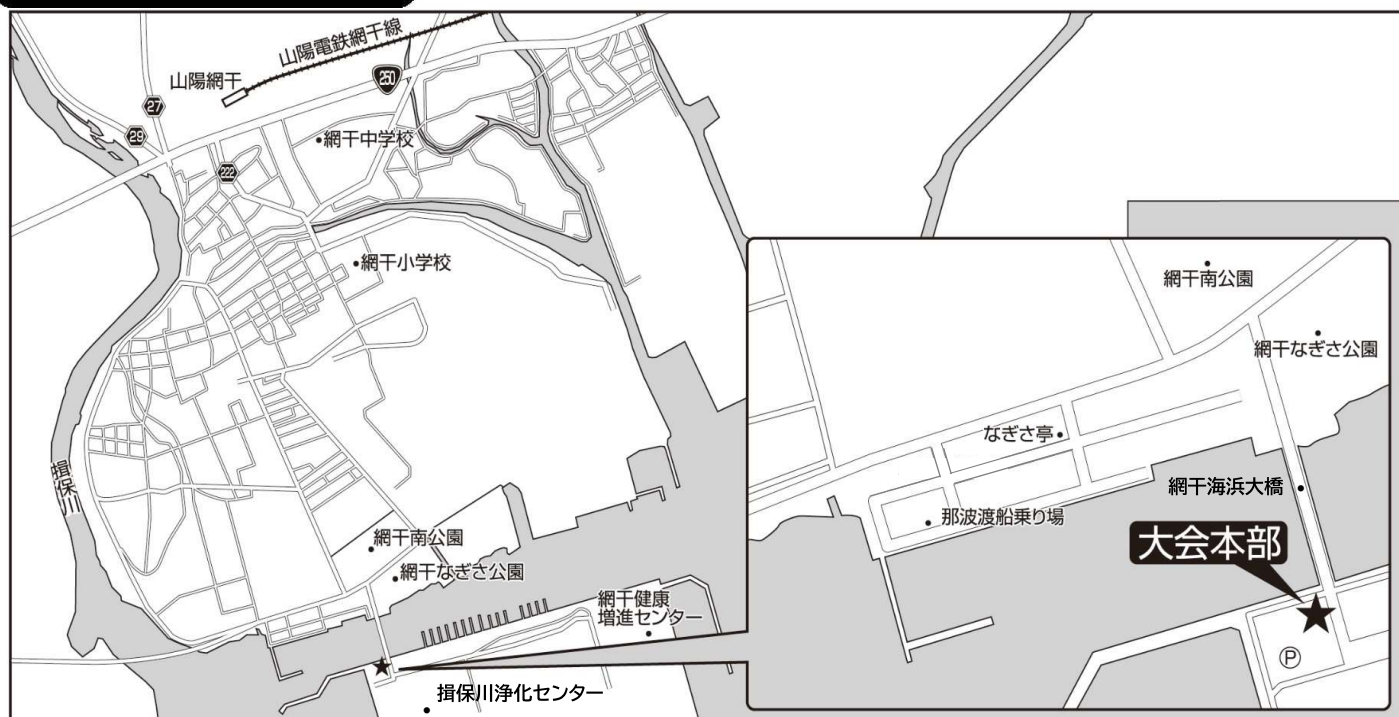 山陽電鉄網干線
山陽網干
250
27
29
網干中学校
222
網干小学校
揖保川
網干南公園
網干なぎさ公園
網干健康
増進センター
揖保川浄化センター
網干南公園
網干なぎさ公園
なぎさ亭
網干海浜大橋
那波渡船乗り場
大会本部
P